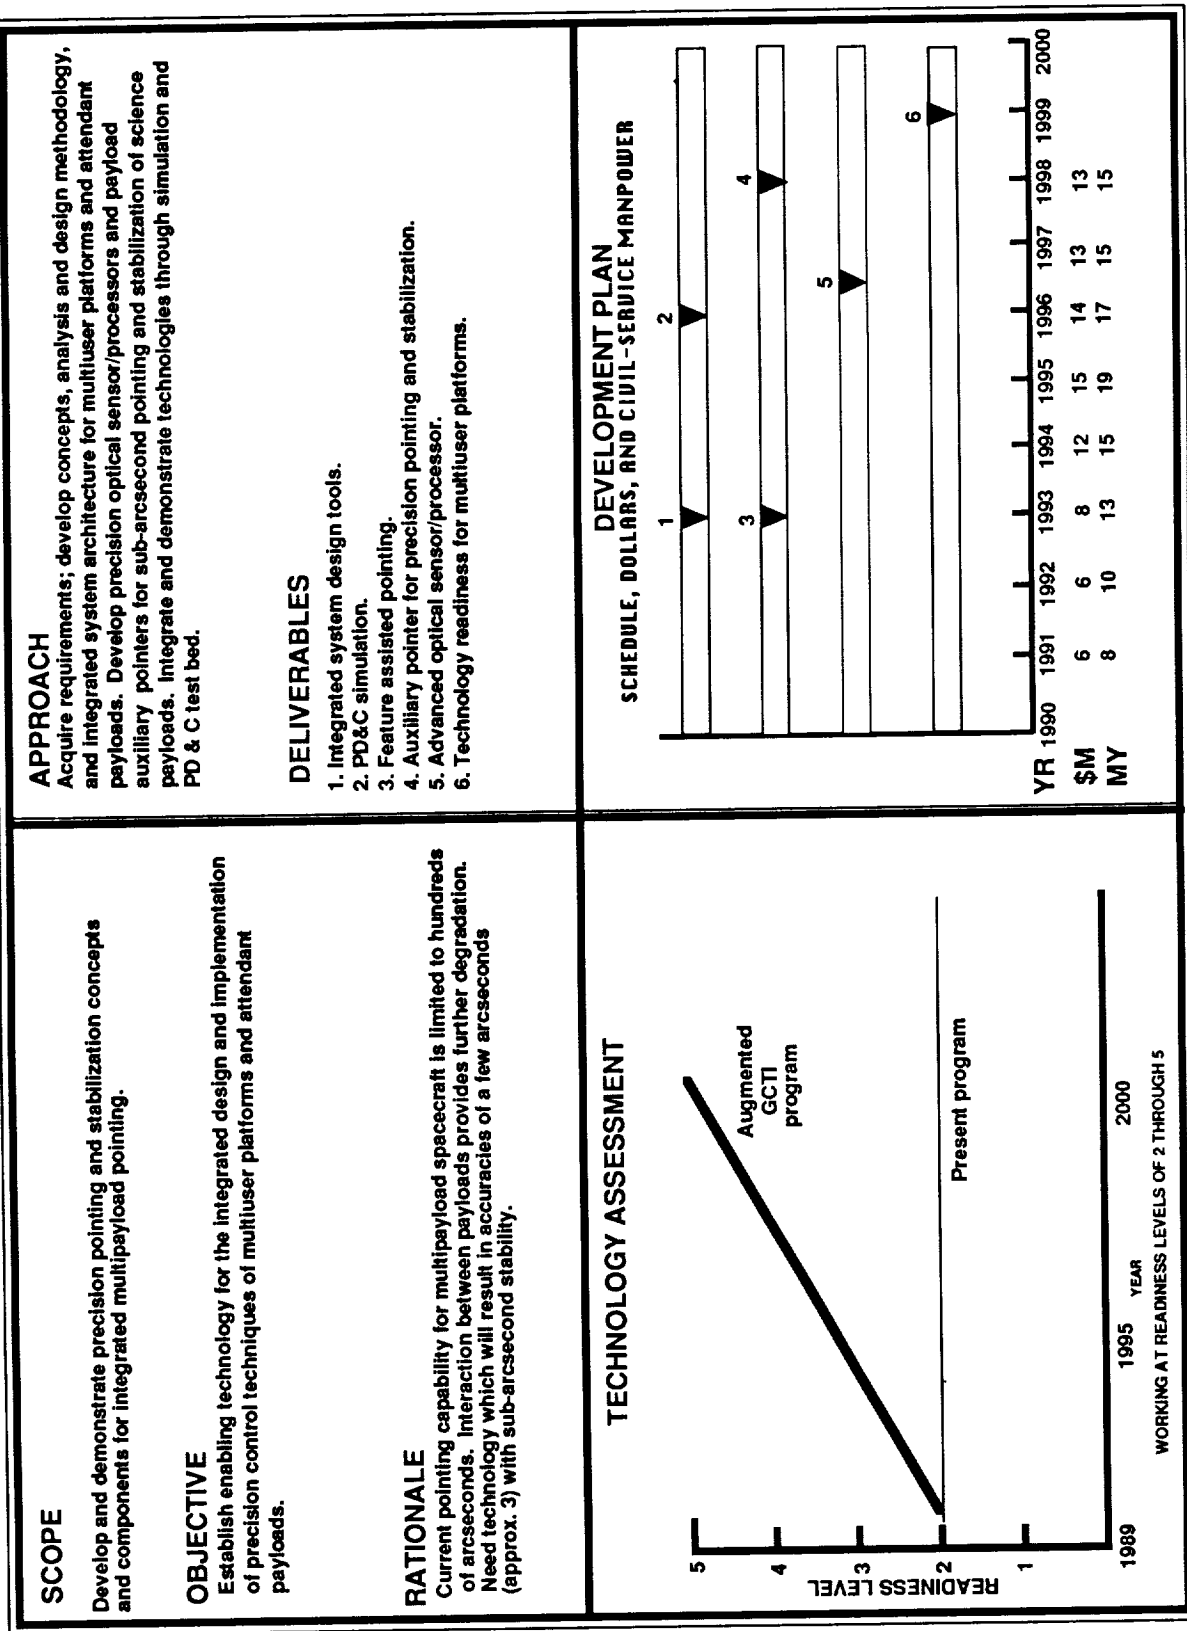 SCOPE
Develop and demonstrate precision pointing and stabilization concepts
and components for integrated multipayload pointing.
OBJECTIVE
Establish enabling technology for the integrated design and implementation
of precision control techniques of multiuser platforms and attendant
payloads.
RATIONALE
Current pointing capability for multipayload spacecraft is limited to hundreds
of arcseconds. Interaction between payloads provides further degradation.
Need technology which will result in accuracies of a few arcseconds
(approx. 3) with sub-arcsecond stability.
APPROACH
Acquire requirements; develop concepts, analysis and design methodology,
and integrated system architecture for multiuser platforms and attendant
payloads. Develop precision optical sensor/processors and payload
auxiliary pointers for sub-arcsecond pointing and stabilization of science
payloads. Integrate and demonstrate technologies through simulation and
PD & C test bed.
DELIVERABLES
1. Integrated system design tools.
2. PD&C simulation.
3. Feature assisted pointing.
4. Auxiliary pointer for precision pointing and stabilization.
5. Advanced optical sensor/processor.
6. Technology readiness for multiuser platforms.
TECHNOLOGY ASSESSMENT
READINESS LEVEL
5
4
3
2
1
Augmented
GCTI
program
Present program
1989 1995 2000
YEAR
WORKING AT READINESS LEVELS OF 2 THROUGH 5
DEVELOPMENT PLAN
SCHEDULE, DOLLARS, AND CIVIL-SERVICE MANPOWER
1 2
3 4
5
6
YR 1990 1991 1992 1993 1994 1995 1996 1997 1998 1999 2000
$M 6 6 8 12 15 14 13 13
MY 8 10 13 15 19 17 15 15